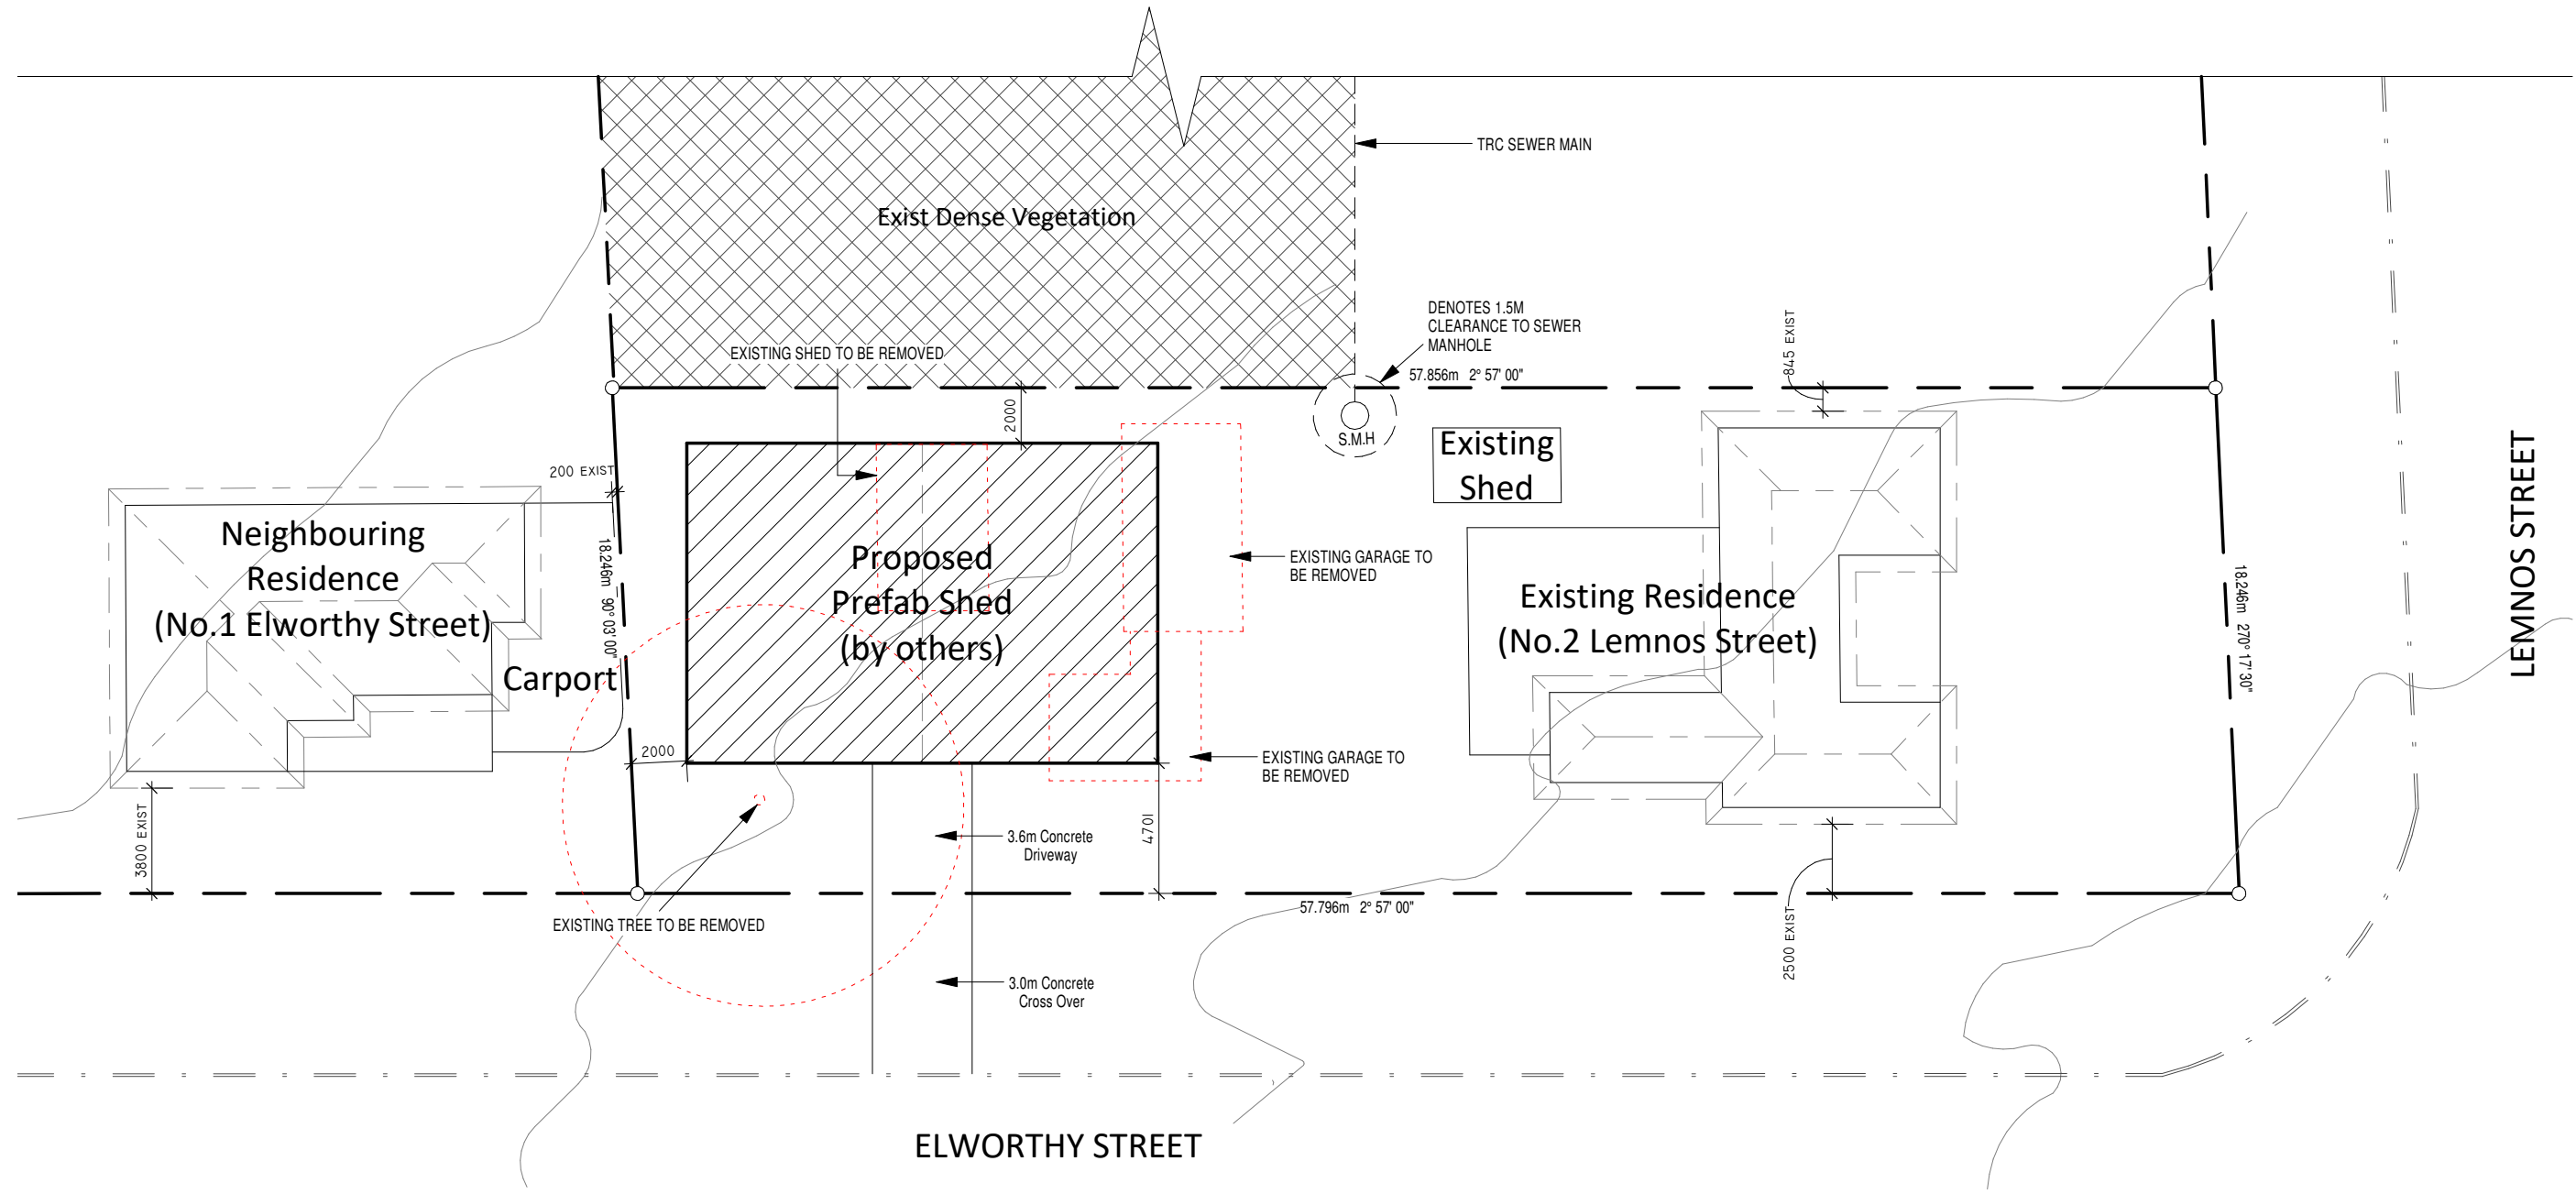 TRC SEWER MAIN
Exist Dense Vegetation
DENOTES 1.5M
CLEARANCE TO SEWER
MANHOLE
845 EXIST
EXISTING SHED TO BE REMOVED
57.856m 2° 57' 00"
2000
S.M.H
Existing
Shed
200 EXIST
Neighbouring
Residence
(No.1 Elworthy Street)
18.246m 90° 03' 00"
Carport
Proposed
Prefab Shed
(by others)
EXISTING GARAGE TO
BE REMOVED
Existing Residence
(No.2 Lemnos Street)
18.246m 270° 17' 30"
LEMNOS STREET
2000
EXISTING GARAGE TO
BE REMOVED
3800 EXIST
3.6m Concrete
Driveway
4701
57.796m 2° 57' 00"
EXISTING TREE TO BE REMOVED
2500 EXIST
3.0m Concrete
Cross Over
ELWORTHY STREET